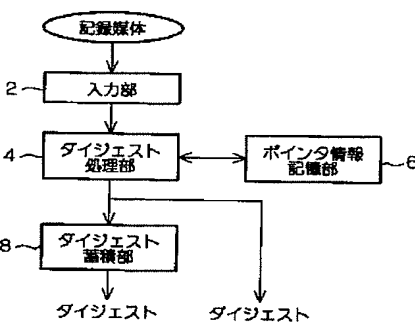 記録媒体
2
入力部
4
ダイジェスト
処理部
ポインタ情報
記憶部
6
8
ダイジェスト
蓄積部
ダイジェスト
ダイジェスト